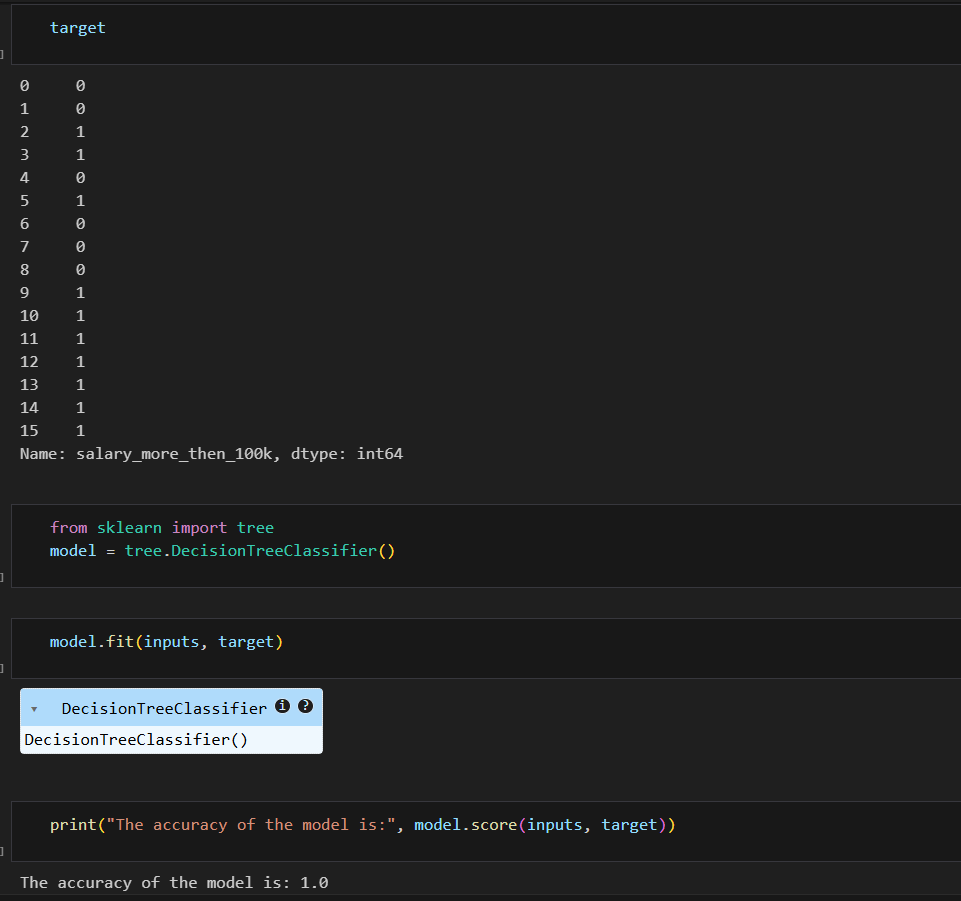 target
0 0
1 0
2 1
3 1
4 0
5 1
6 0
7 0
8 0
9 1
10 1
11 1
12 1
13 1
14 1
15 1
Name: salary_more_then_100k, dtype: int64
from sklearn import tree
model = tree.DecisionTreeClassifier()
model.fit(inputs, target)
▾ DecisionTreeClassifier i ?
DecisionTreeClassifier()
print("The accuracy of the model is:", model.score(inputs, target))
The accuracy of the model is: 1.0